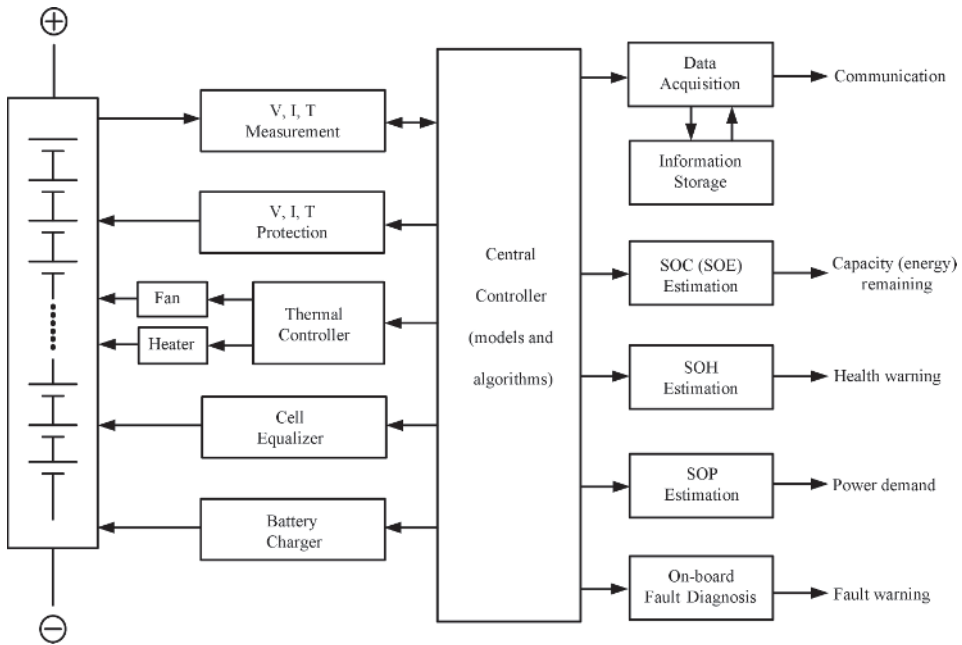 V, I, T
Measurement
V, I, T
Protection
Fan
Heater
Thermal
Controller
Cell
Equalizer
Battery
Charger
Central
Controller
(models and
algorithms)
Data
Acquisition
Communication
Information
Storage
SOC (SOE)
Estimation
Capacity (energy)
remaining
SOH
Estimation
Health warning
SOP
Estimation
Power demand
On-board
Fault Diagnosis
Fault warning